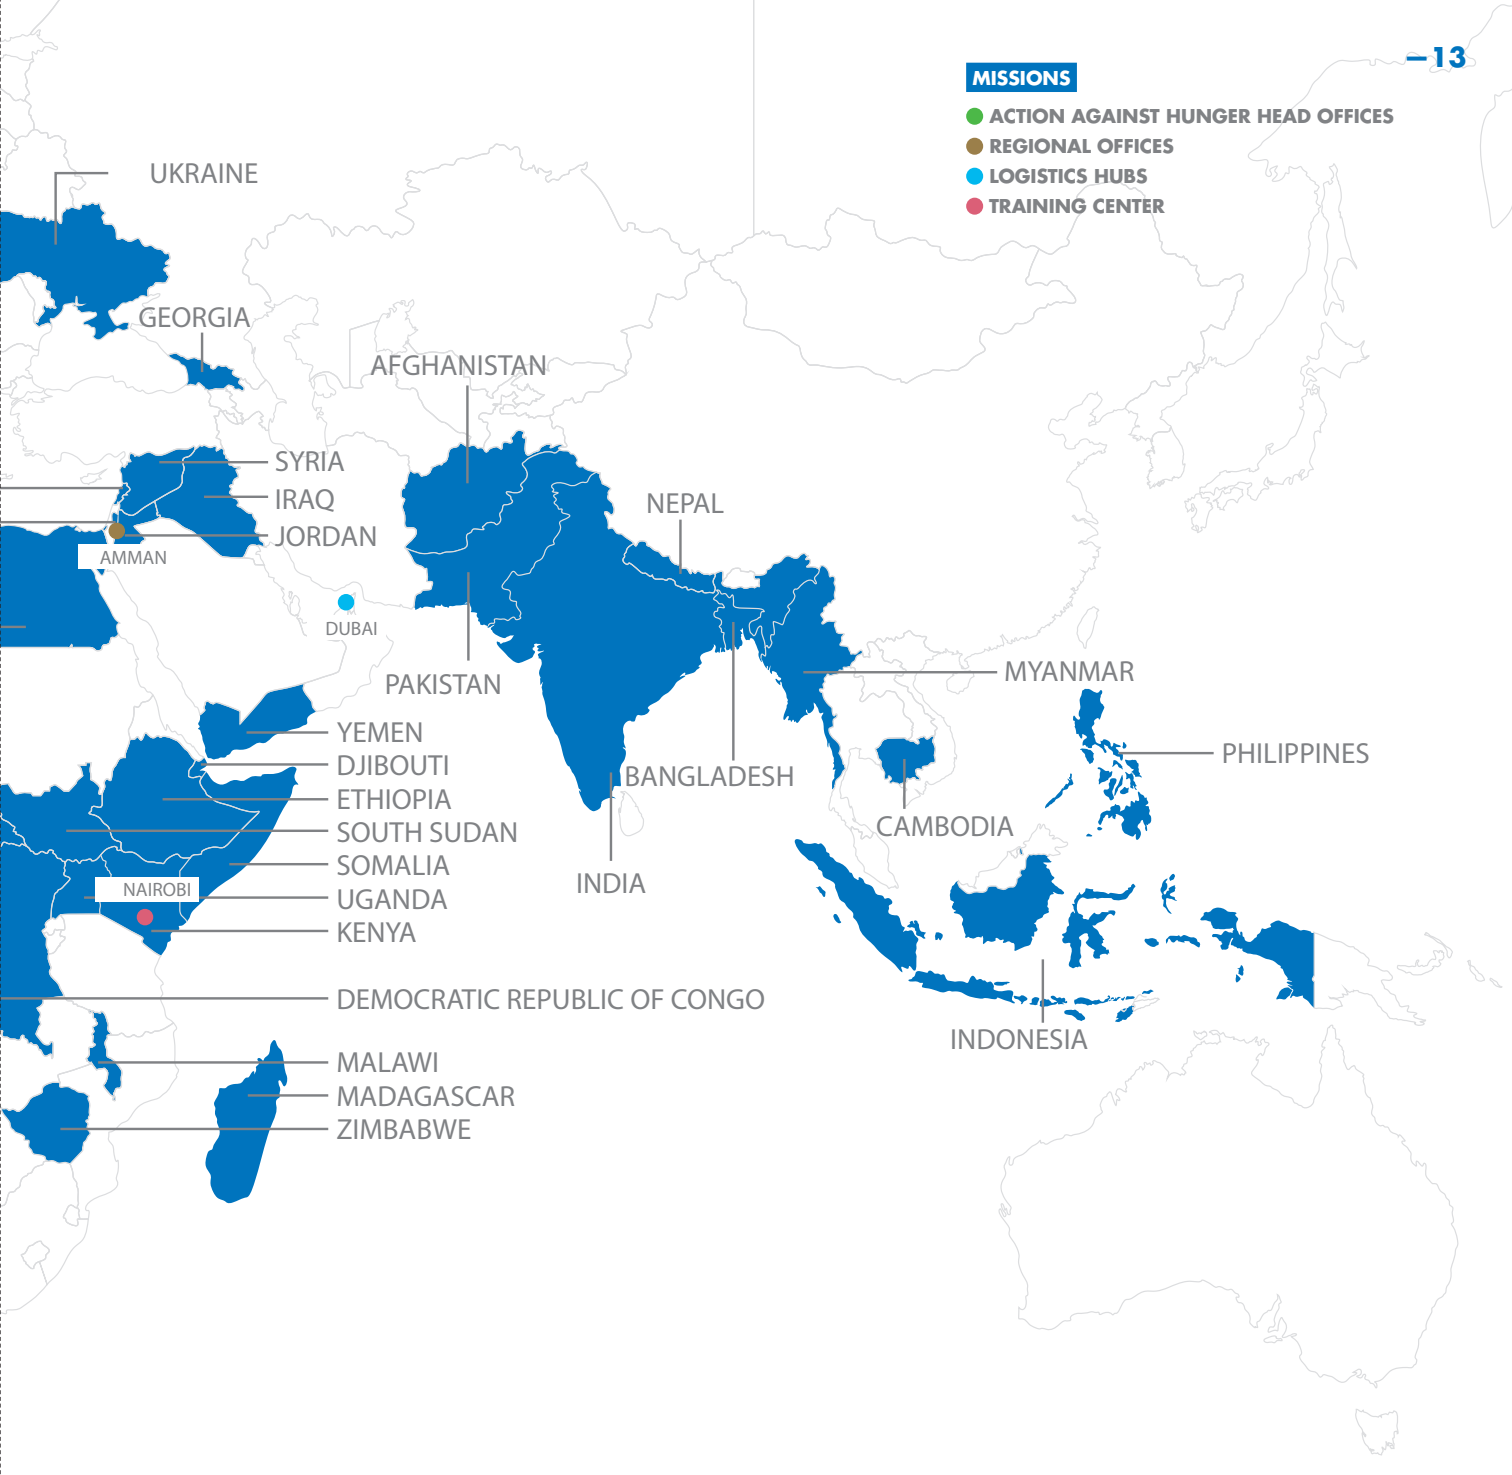 –13
MISSIONS
ACTION AGAINST HUNGER HEAD OFFICES
REGIONAL OFFICES
LOGISTICS HUBS
TRAINING CENTER
UKRAINE
GEORGIA
AFGHANISTAN
SYRIA
IRAQ
NEPAL
JORDAN
AMMAN
DUBAI
MYANMAR
PAKISTAN
YEMEN
PHILIPPINES
DJIBOUTI
BANGLADESH
ETHIOPIA
CAMBODIA
SOUTH SUDAN
SOMALIA
INDIA
NAIROBI
UGANDA
KENYA
DEMOCRATIC REPUBLIC OF CONGO
INDONESIA
MALAWI
MADAGASCAR
ZIMBABWE